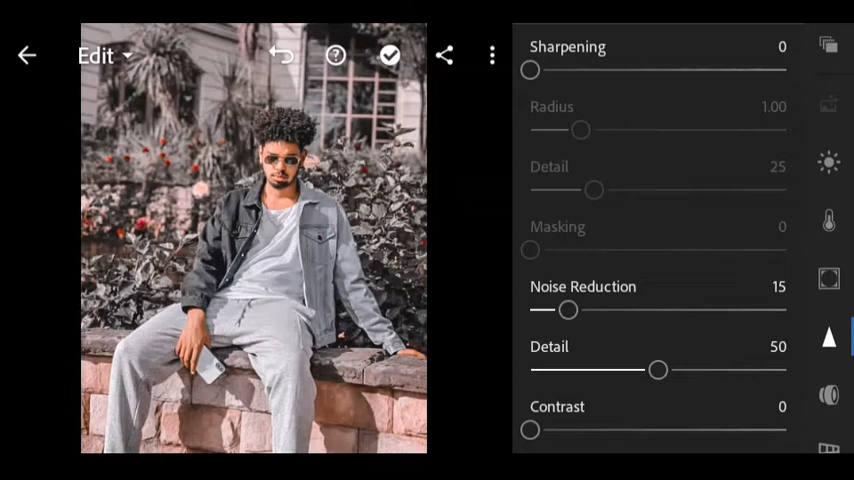 Edit
Sharpening 0
Radius 1.00
Detail 25
Masking 0
Noise Reduction 15
Detail 50
Contrast 0